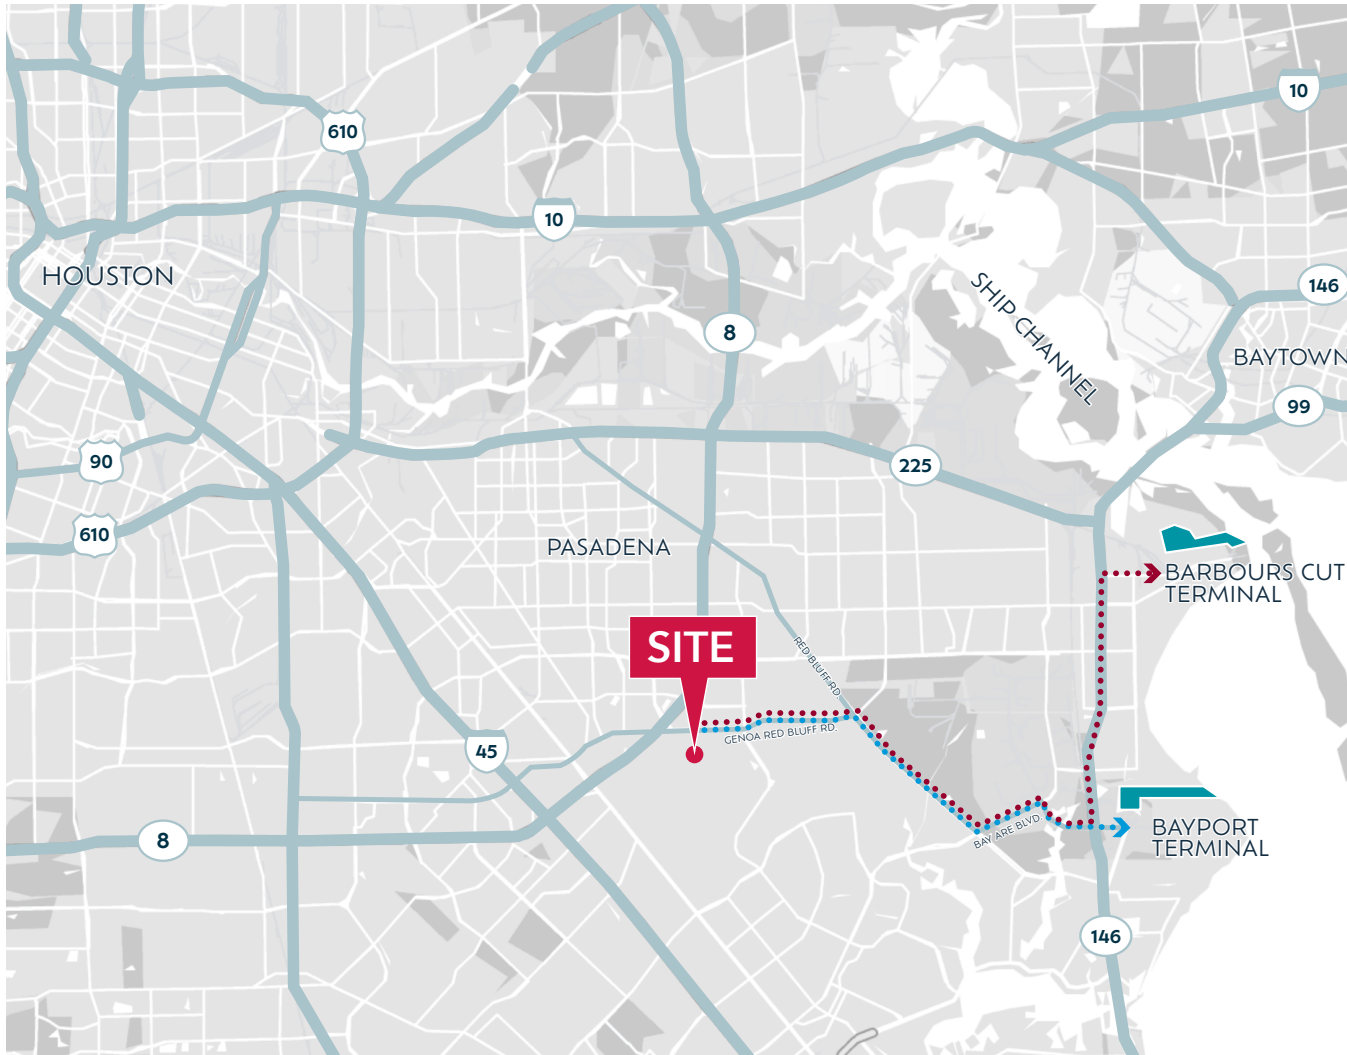 10
610
10
HOUSTON
SHIP CHANNEL
146
8
BAYTOWN
99
90
225
610
PASADENA
BARBOURS CUT
TERMINAL
SITE
RED BLUFF RD.
GENOA RED BLUFF RD.
45
BAY ARE BLVD.
BAYPORT
TERMINAL
8
146